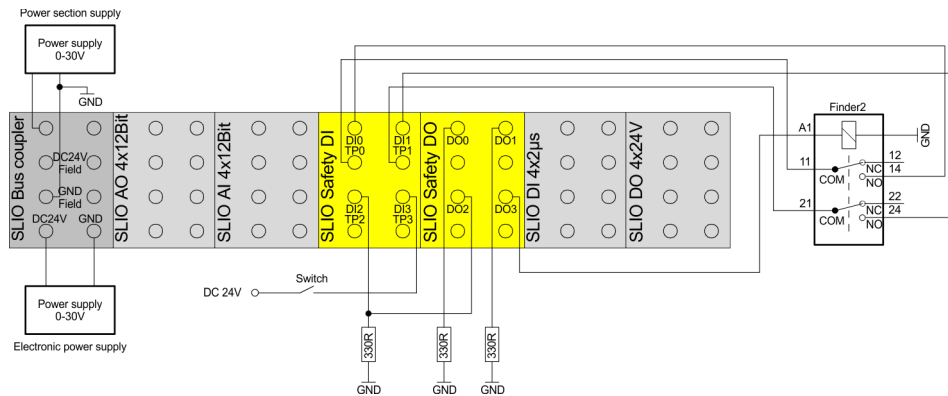 Power section supply
Power supply
0-30V
GND
SLIO Bus coupler
DC24V
Field
GND
Field
DC24V GND
SLIO AO 4x12Bit
SLIO AI 4x12Bit
SLIO Safety DI
DI0
TP0
DI1
TP1
DI2
TP2
DI3
TP3
SLIO Safety DO
DO0
DO1
DO2
DO3
SLIO DI 4x2µs
SLIO DO 4x24V
Finder2
A1
GND
11
COM
12
NC
14
NO
21
COM
22
NC
24
NO
Power supply
0-30V
Electronic power supply
DC 24V
Switch
330R
330R
330R
GND
GND
GND